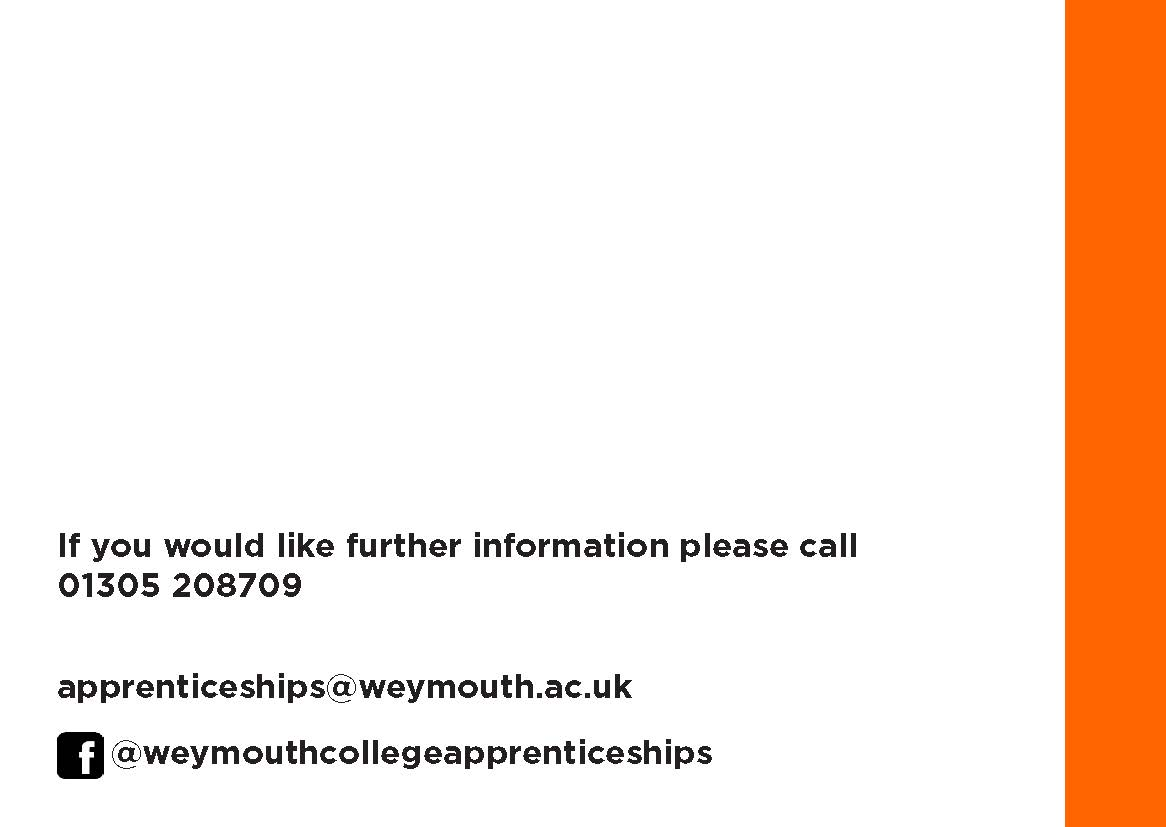 If you would like further information please call
01305 208709
apprenticeships@weymouth.ac.uk
@weymouthcollegeapprenticeships